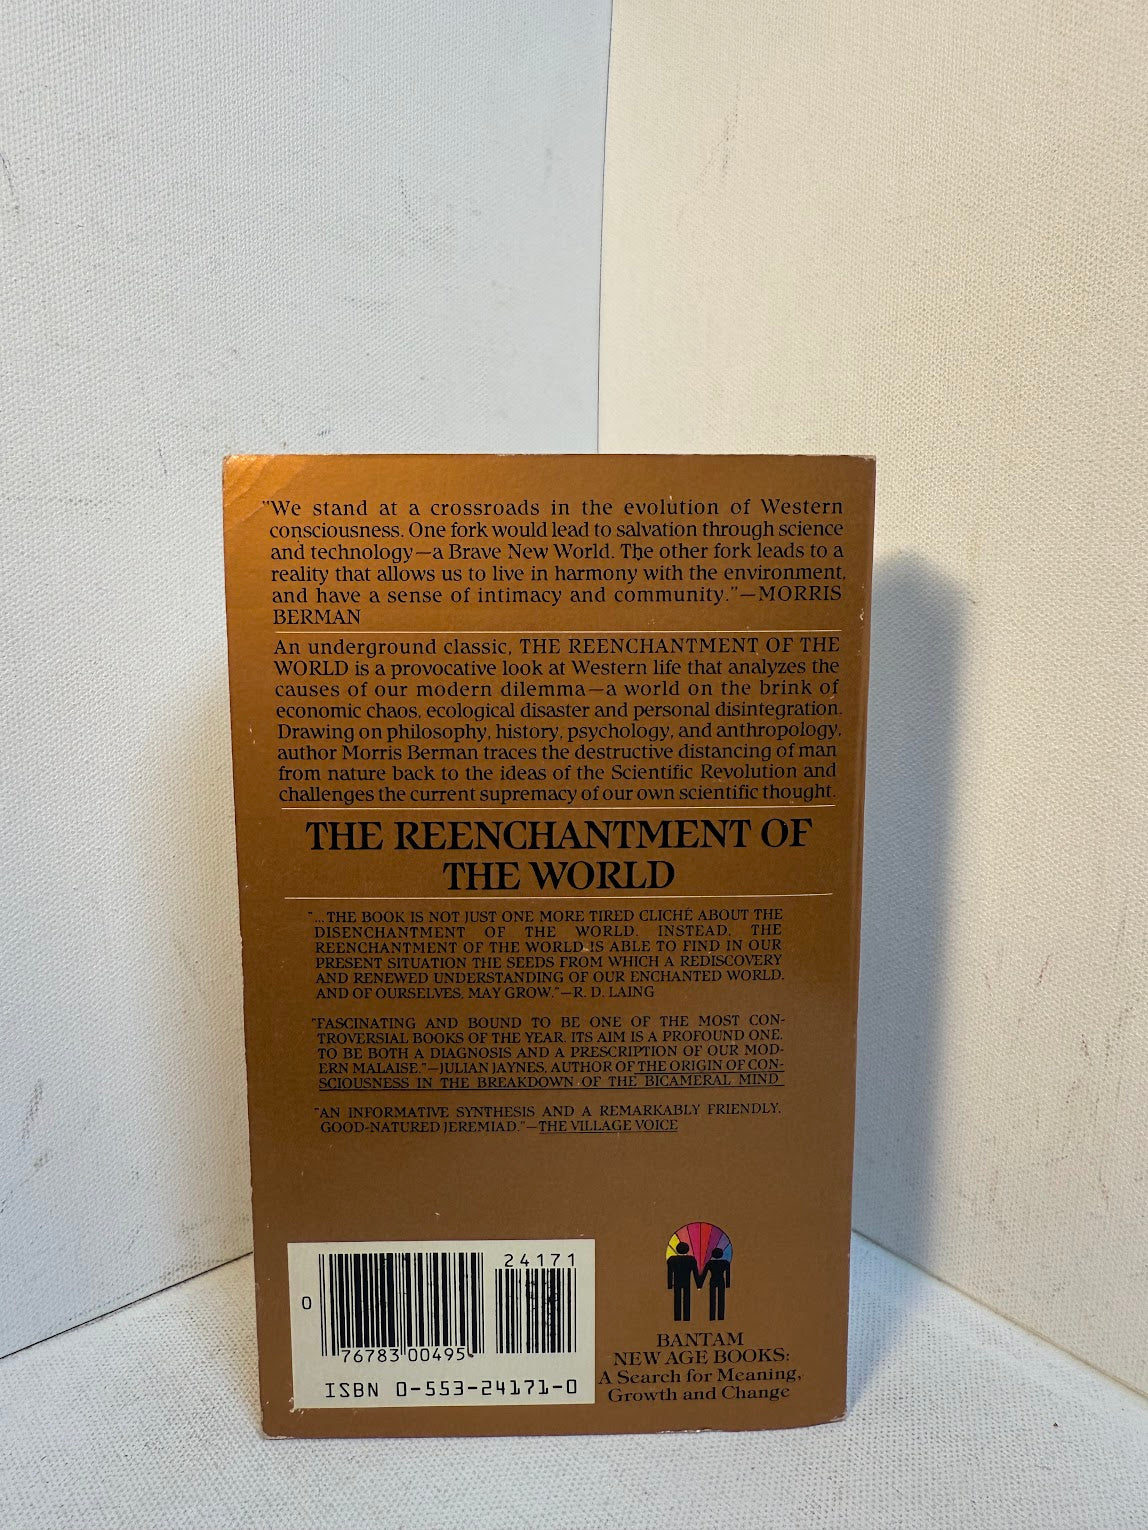 "We stand at a crossroads in the evolution of Western
consciousness. One fork would lead to salvation through science
and technology—a Brave New World. The other fork leads to a
reality that allows us to live in harmony with the environment,
and have a sense of intimacy and community."—MORRIS
BERMAN
An underground classic, THE REENCHANTMENT OF THE
WORLD is a provocative look at Western life that analyzes the
causes of our modern dilemma—a world on the brink of
economic chaos, ecological disaster and personal disintegration.
Drawing on philosophy, history, psychology, and anthropology,
author Morris Berman traces the destructive distancing of man
from nature back to the ideas of the Scientific Revolution and
challenges the current supremacy of our own scientific thought.
THE REENCHANTMENT OF
THE WORLD
"...THE BOOK IS NOT JUST ONE MORE TIRED CLICHÉ ABOUT THE
DISENCHANTMENT OF THE WORLD. INSTEAD, THE
REENCHANTMENT OF THE WORLD IS ABLE TO FIND IN OUR
PRESENT SITUATION THE SEEDS FROM WHICH A REDISCOVERY
AND RENEWED UNDERSTANDING OF OUR ENCHANTED WORLD,
AND OF OURSELVES, MAY GROW."—R. D. LAING
"FASCINATING AND BOUND TO BE ONE OF THE MOST CON-
TROVERSIAL BOOKS OF THE YEAR. ITS AIM IS A PROFOUND ONE,
TO BE BOTH A DIAGNOSIS AND A PRESCRIPTION OF OUR MOD-
ERN MALAISE."—JULIAN JAYNES, AUTHOR OF THE ORIGIN OF CON-
SCIOUSNESS IN THE BREAKDOWN OF THE BICAMERAL MIND
"AN INFORMATIVE SYNTHESIS AND A REMARKABLY FRIENDLY,
GOOD-NATURED JEREMIAD."—THE VILLAGE VOICE
24171
0
76783 00495
ISBN 0-553-24171-0
BANTAM
NEW AGE BOOKS:
A Search for Meaning,
Growth and Change